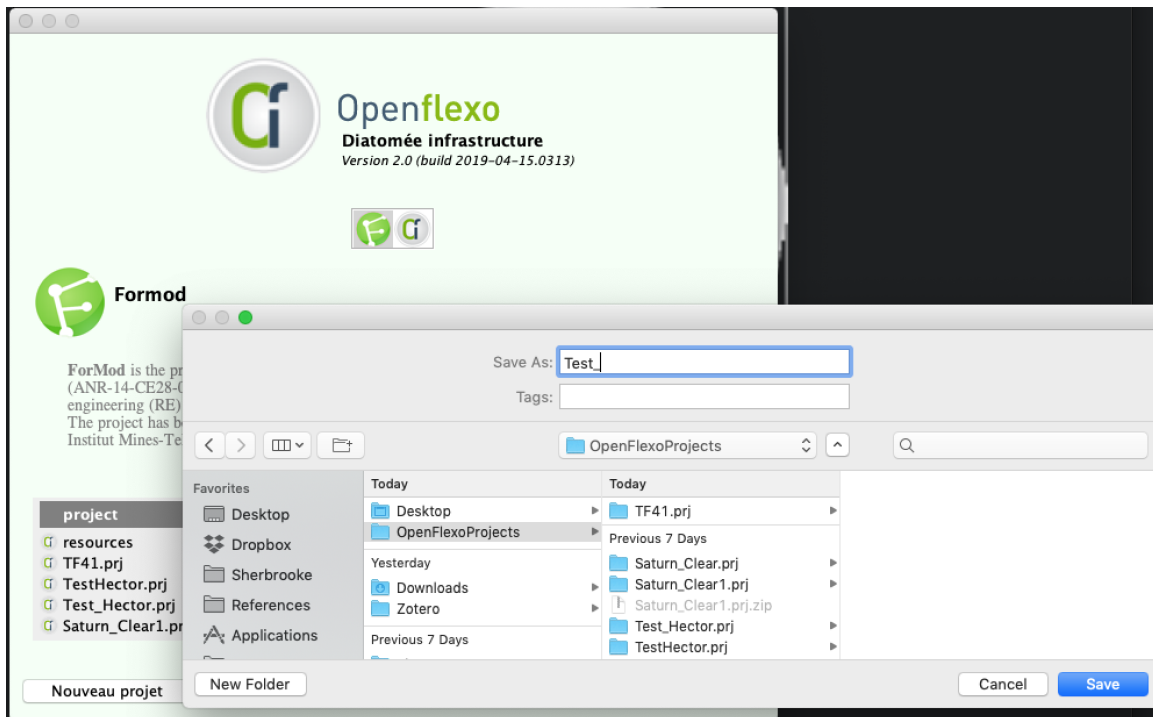 Openflexo
Diatomée infrastructure
Version 2.0 (build 2019-04-15.0313)
Formod
ForMod is the pr
(ANR-14-CE28-0
engineering (RE)
The project has b
Institut Mines-Te
project
resources
TF41.prj
TestHector.prj
Test_Hector.prj
Saturn_Clear1.pr
Nouveau projet
Save As: Test_
Tags:
OpenFlexoProjects
Favorites
Desktop
Dropbox
Sherbrooke
References
Applications
Today
Desktop
OpenFlexoProjects
Yesterday
Downloads
Zotero
Previous 7 Days
Today
TF41.prj
Previous 7 Days
Saturn_Clear.prj
Saturn_Clear1.prj
Saturn_Clear1.prj.zip
Test_Hector.prj
TestHector.prj
New Folder
Cancel
Save